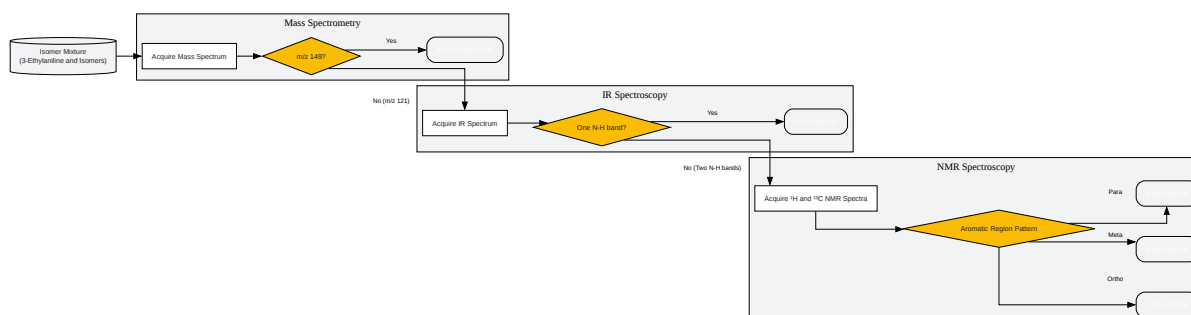 Mass Spectrometry
Isomer Mixture
(3-Ethylaniline and Isomers)
Acquire Mass Spectrum
m/z 149?
Yes
No (m/z 121)
IR Spectroscopy
Acquire IR Spectrum
One N-H band?
Yes
No (Two N-H bands)
NMR Spectroscopy
Acquire ¹H and ¹³C NMR Spectra
Aromatic Region Pattern
Para
Meta
Ortho